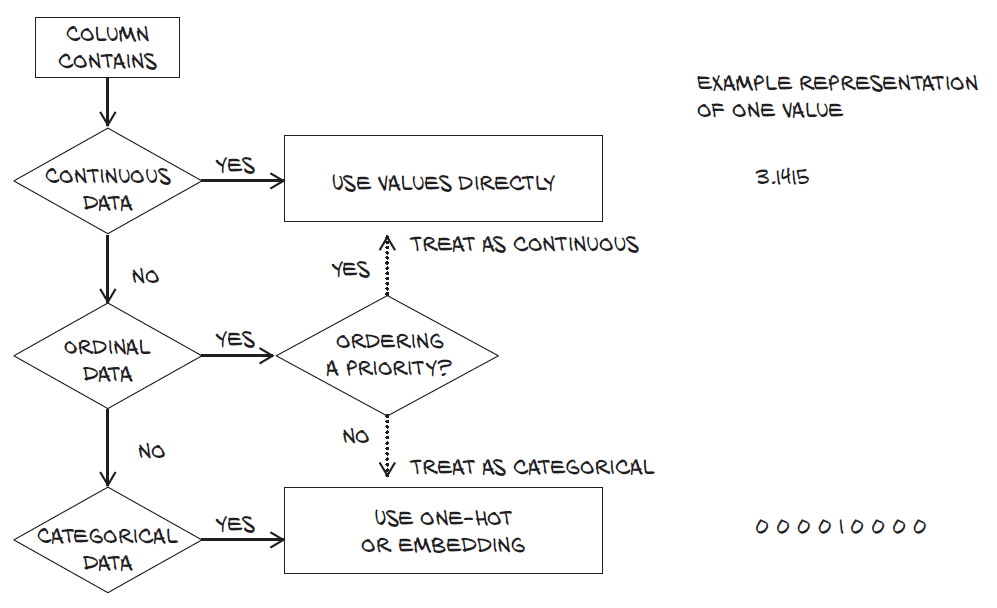 COLUMN
CONTAINS
EXAMPLE REPRESENTATION
OF ONE VALUE
CONTINUOUS
DATA
YES
USE VALUES DIRECTLY
3.1415
NO
YES
TREAT AS CONTINUOUS
ORDINAL
DATA
YES
ORDERING
A PRIORITY?
NO
NO
TREAT AS CATEGORICAL
CATEGORICAL
DATA
YES
USE ONE-HOT
OR EMBEDDING
0 0 0 0 1 0 0 0 0